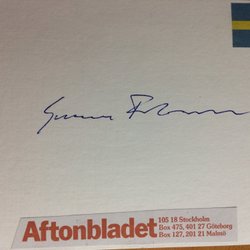 Aftonbladet
105 18 Stockholm
Box 475, 401 27 Göteborg
Box 127, 201 21 Malmö